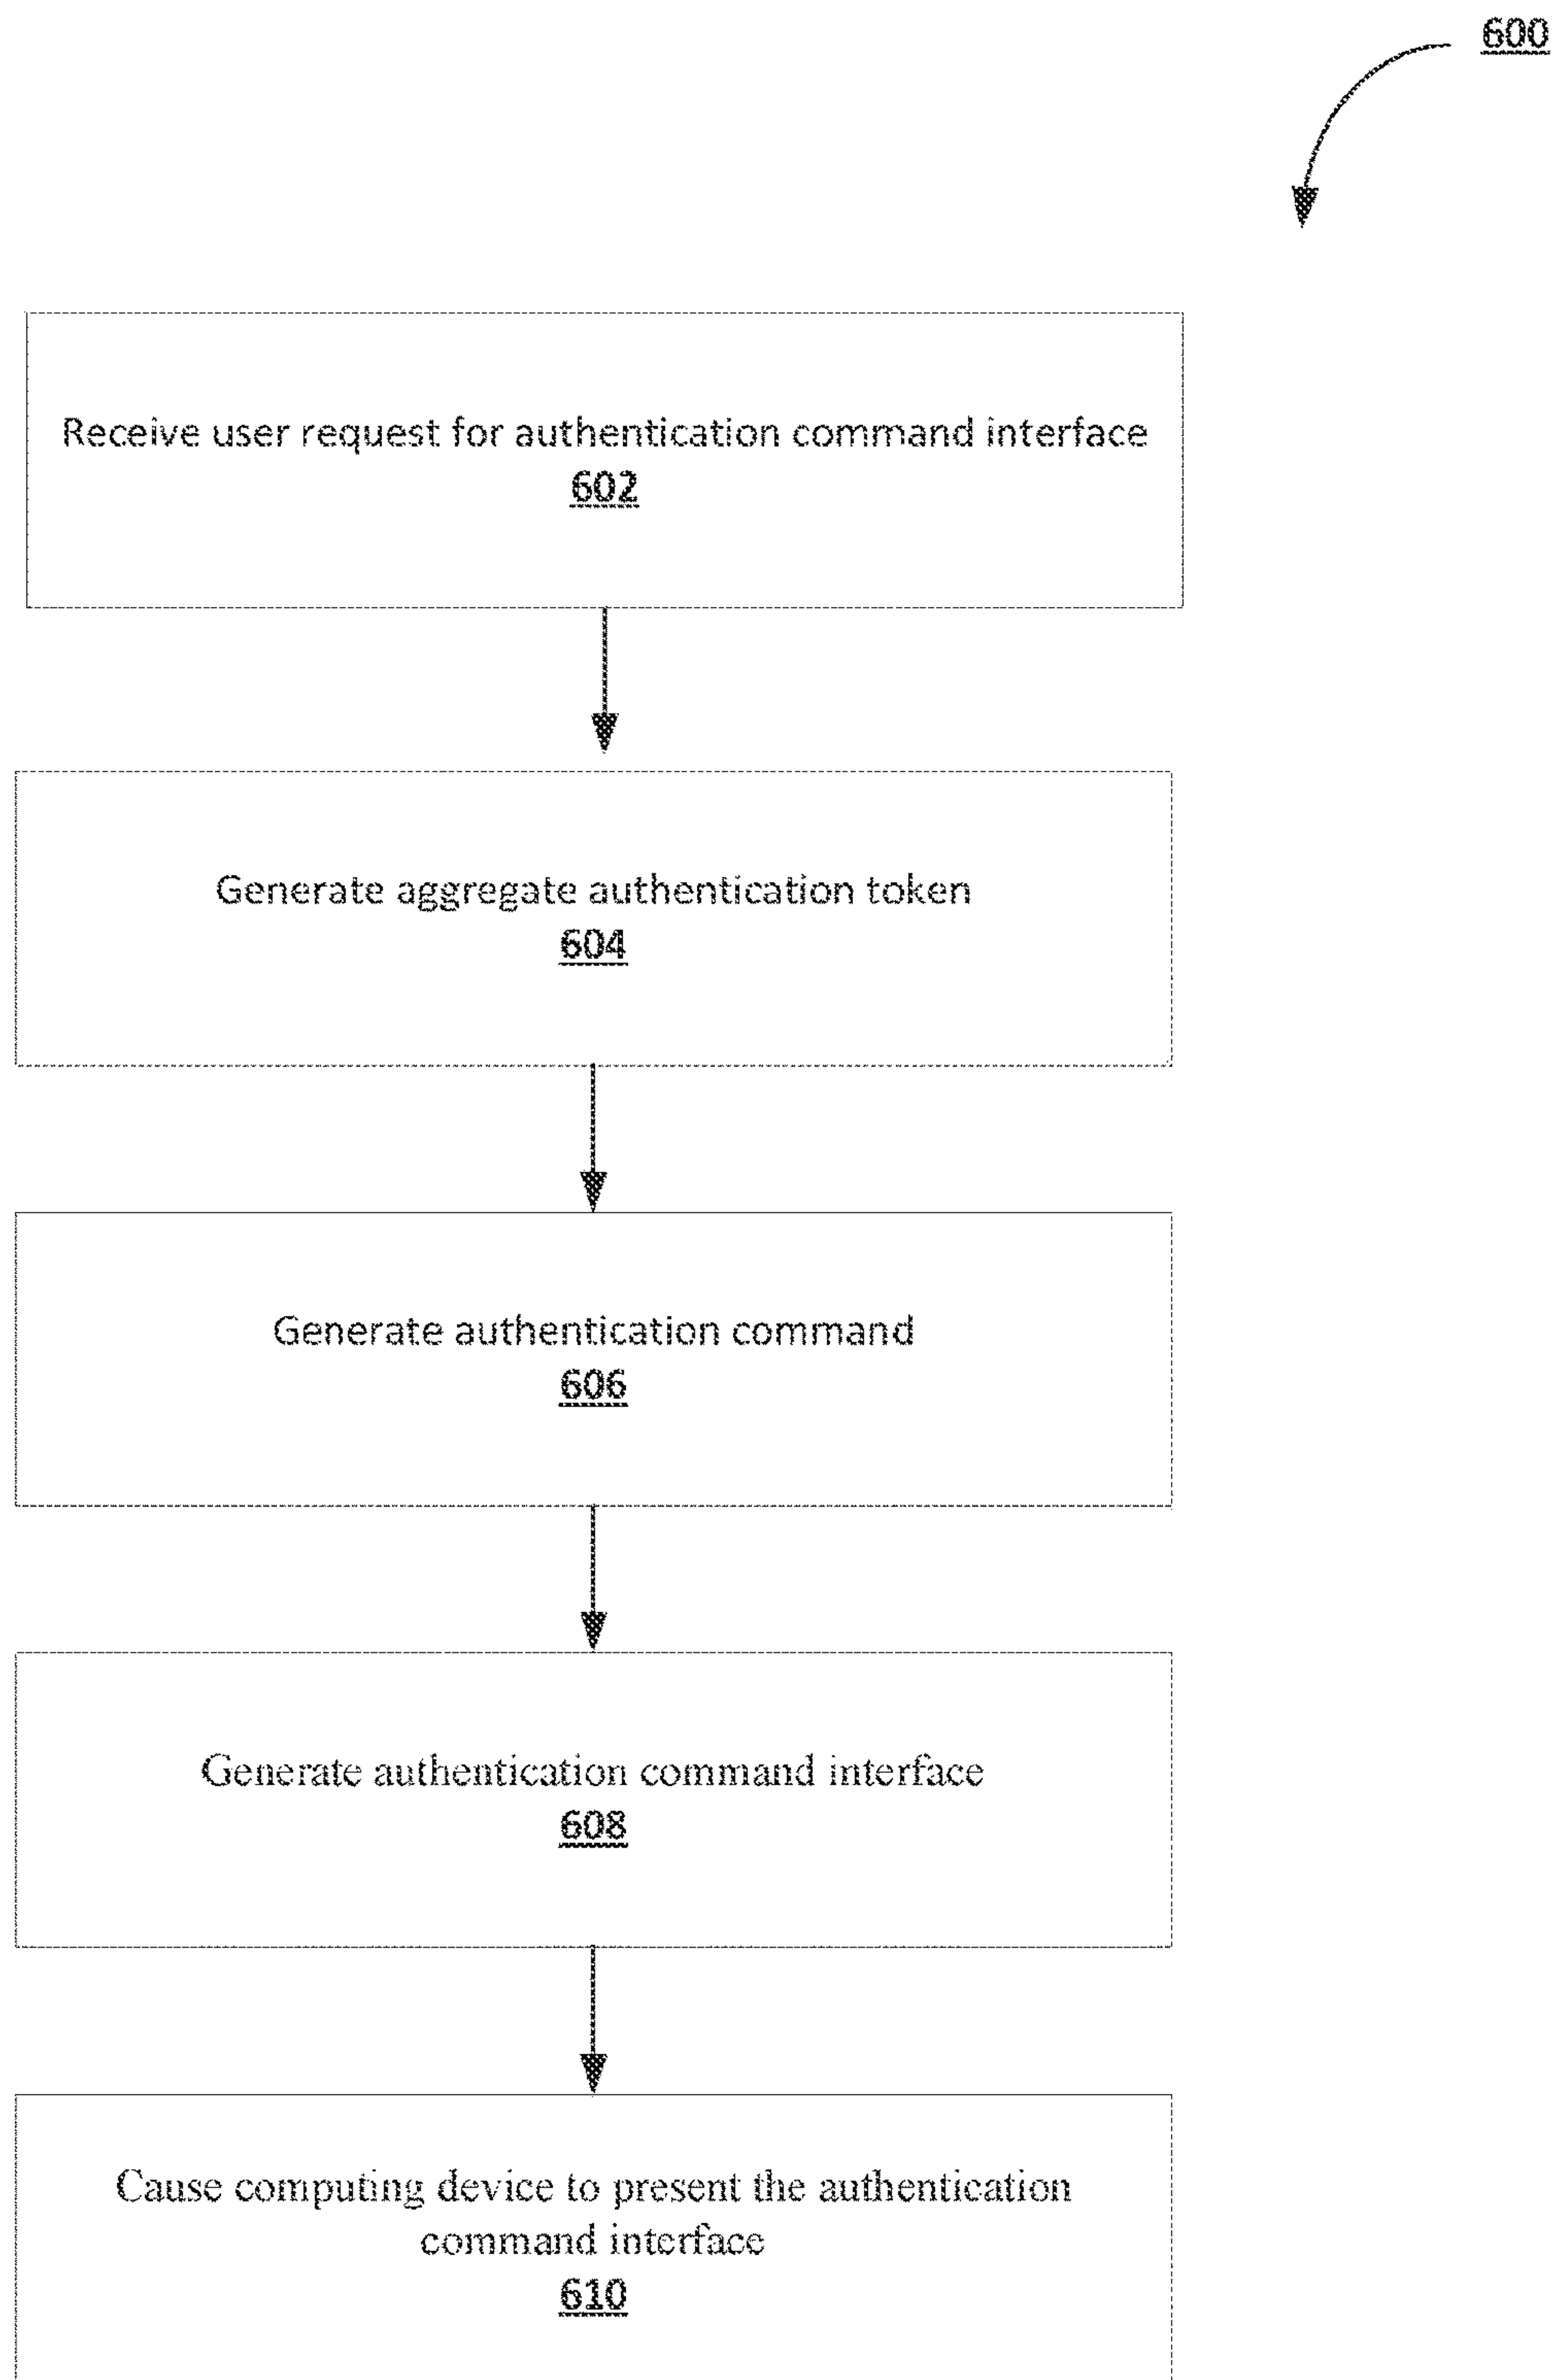 600
Receive user request for authentication command interface
602
Generate aggregate authentication token
604
Generate authentication command
606
Generate authentication command interface
608
Cause computing device to present the authentication
command interface
610